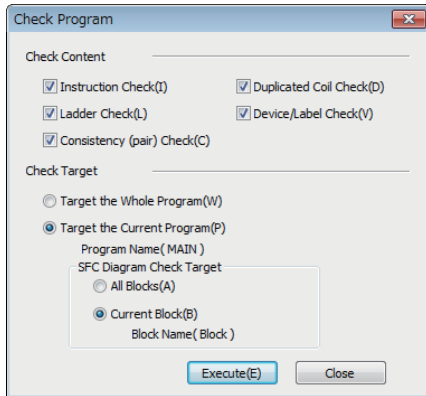 Check Program
Check Content
Instruction Check(I) Duplicated Coil Check(D)
Ladder Check(L) Device/Label Check(V)
Consistency (pair) Check(C)
Check Target
Target the Whole Program(W)
Target the Current Program(P)
Program Name( MAIN )
SFC Diagram Check Target
All Blocks(A)
Current Block(B)
Block Name( Block )
Execute(E) Close